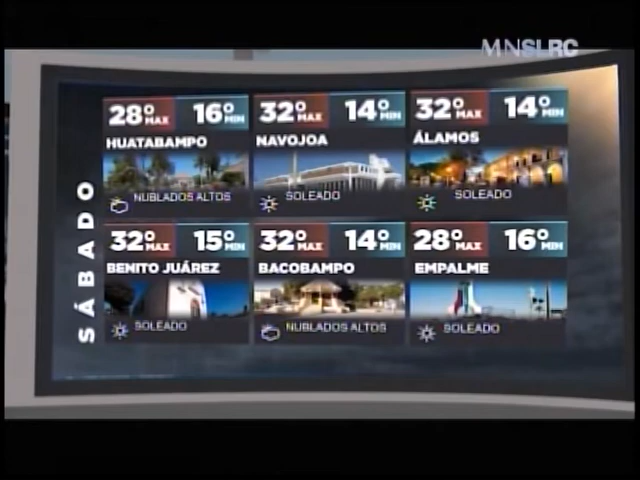 MNSLRC
SÁBADO
28° MAX 16° MIN
HUATABAMPO
NUBLADOS ALTOS
32° MAX 14° MIN
NAVOJOA
SOLEADO
32° MAX 14° MIN
ÁLAMOS
SOLEADO
32° MAX 15° MIN
BENITO JUÁREZ
SOLEADO
32° MAX 14° MIN
BACOBAMPO
NUBLADOS ALTOS
28° MAX 16° MIN
EMPALME
SOLEADO